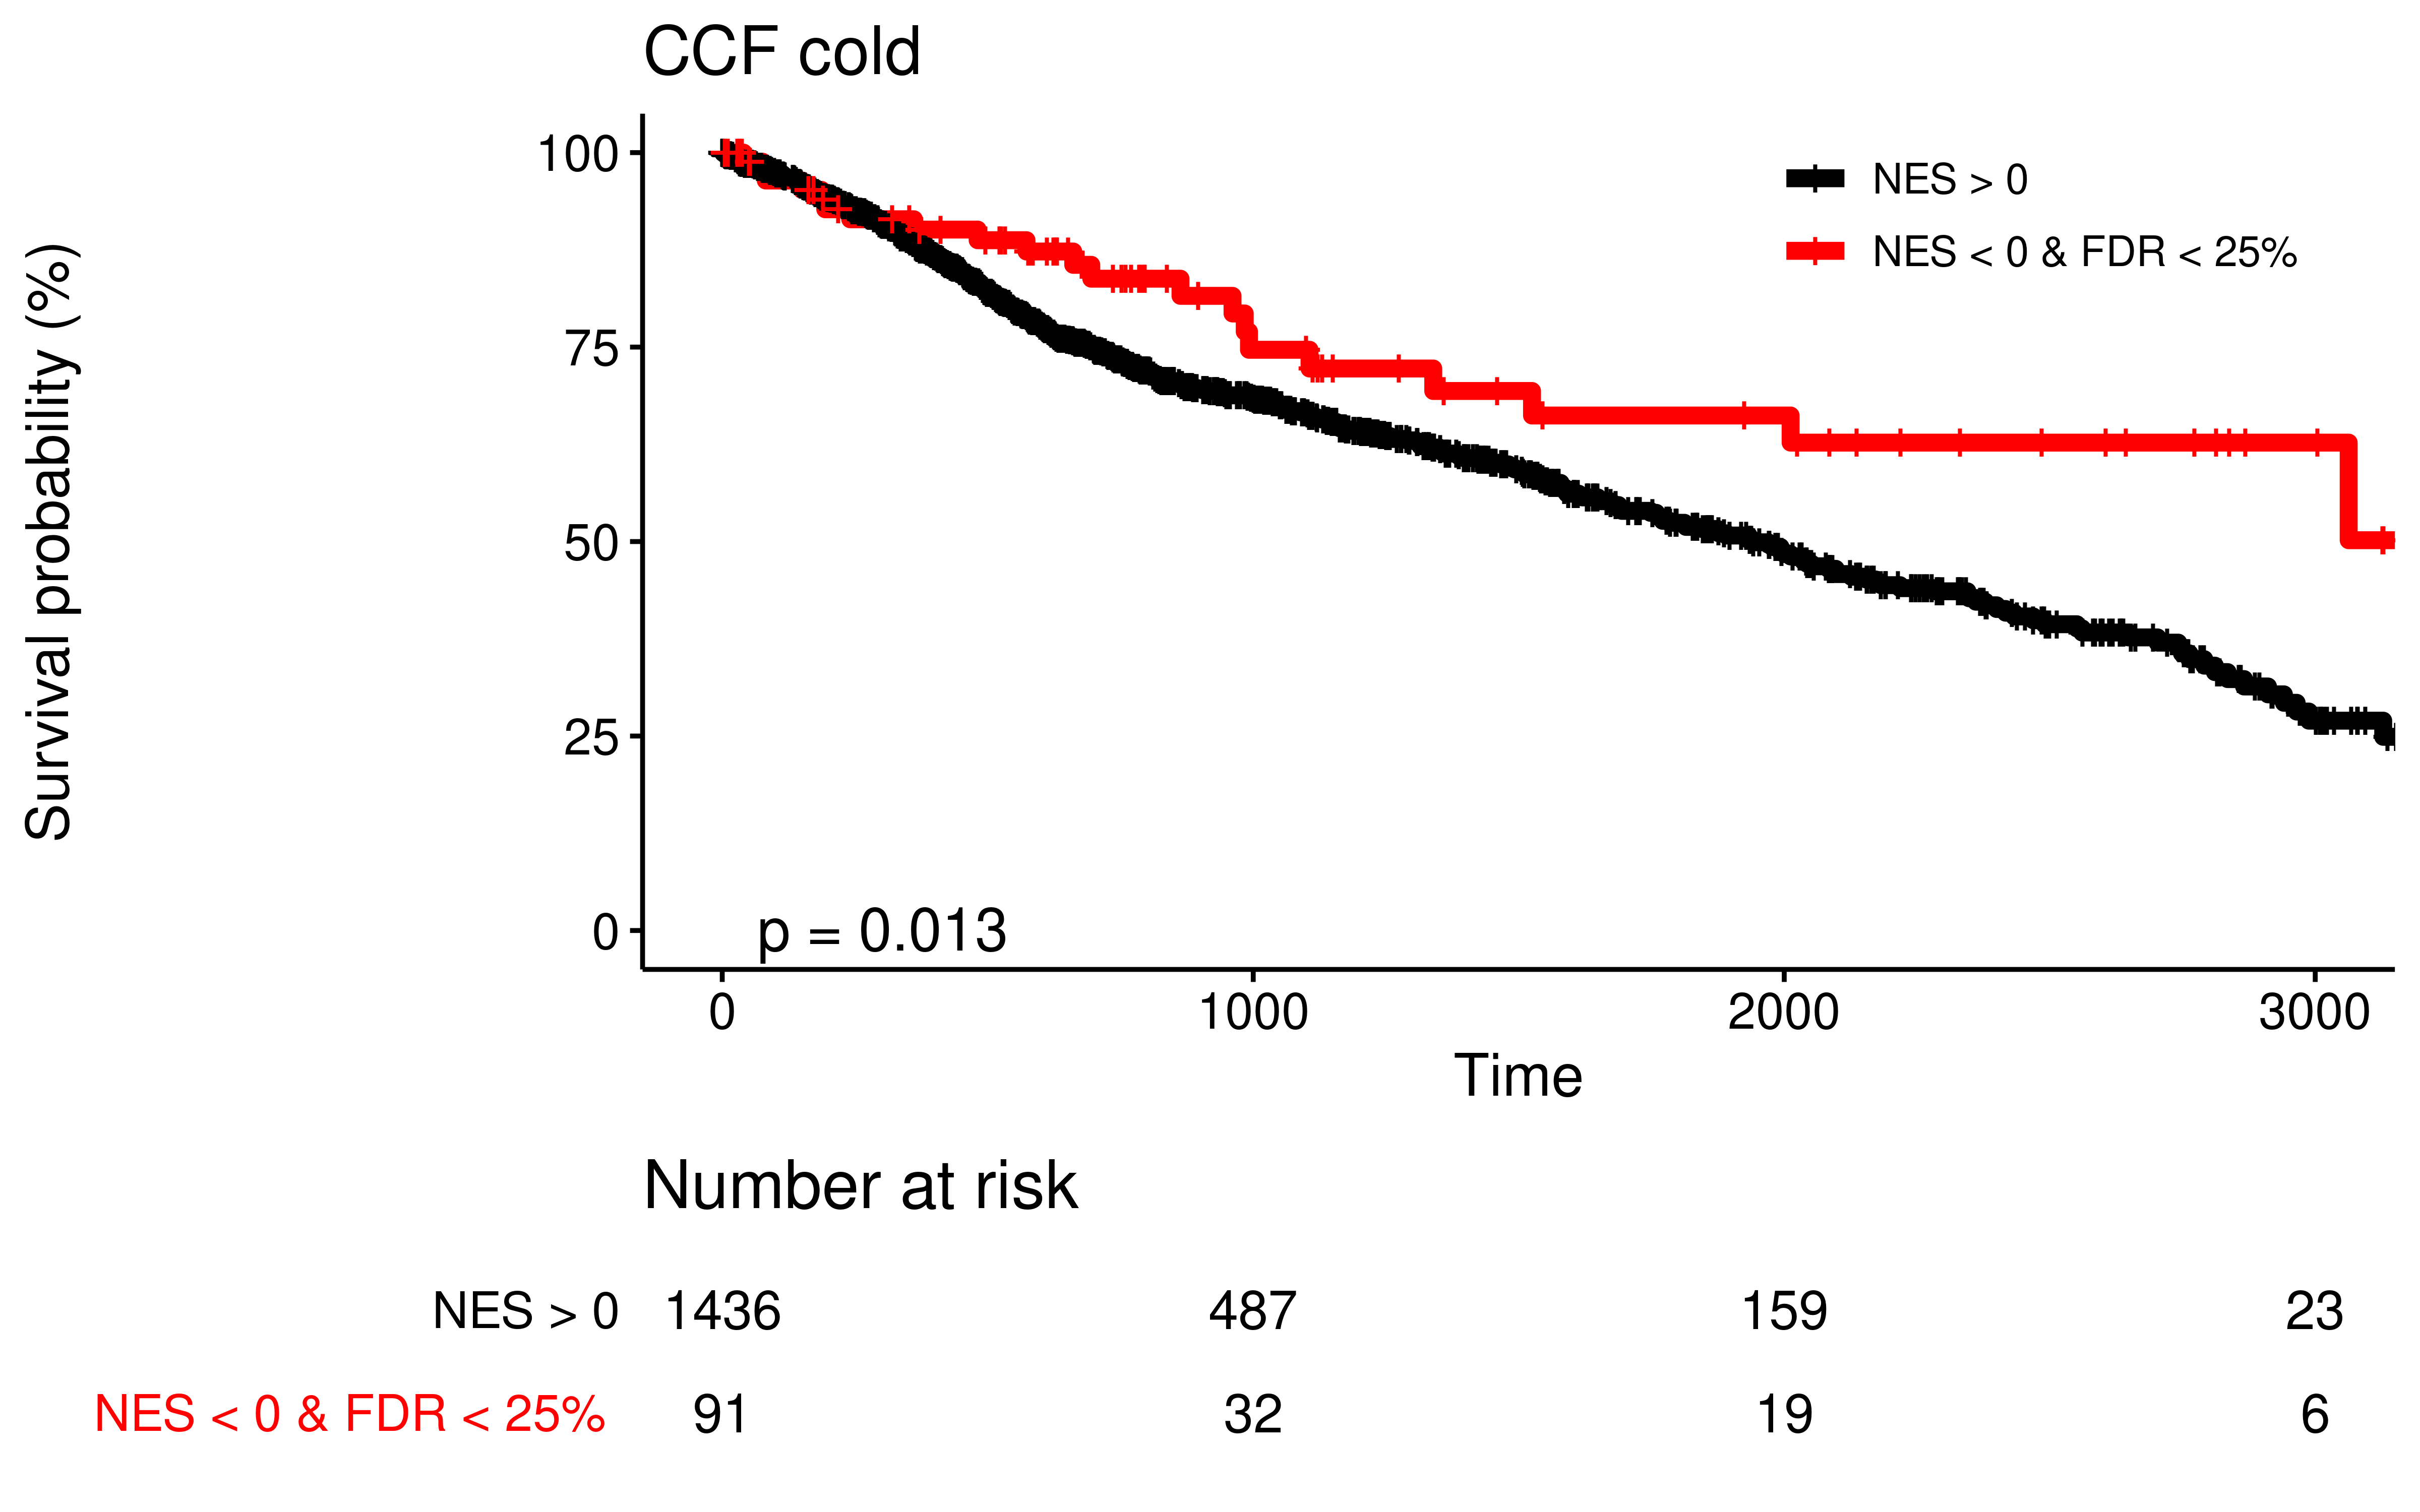 CCF cold
Survival probability (%)
100
75
50
25
0
NES > 0
NES < 0 & FDR < 25%
p = 0.013
0 1000 2000 3000
Time
Number at risk
NES > 0 1436 487 159 23
NES < 0 & FDR < 25% 91 32 19 6